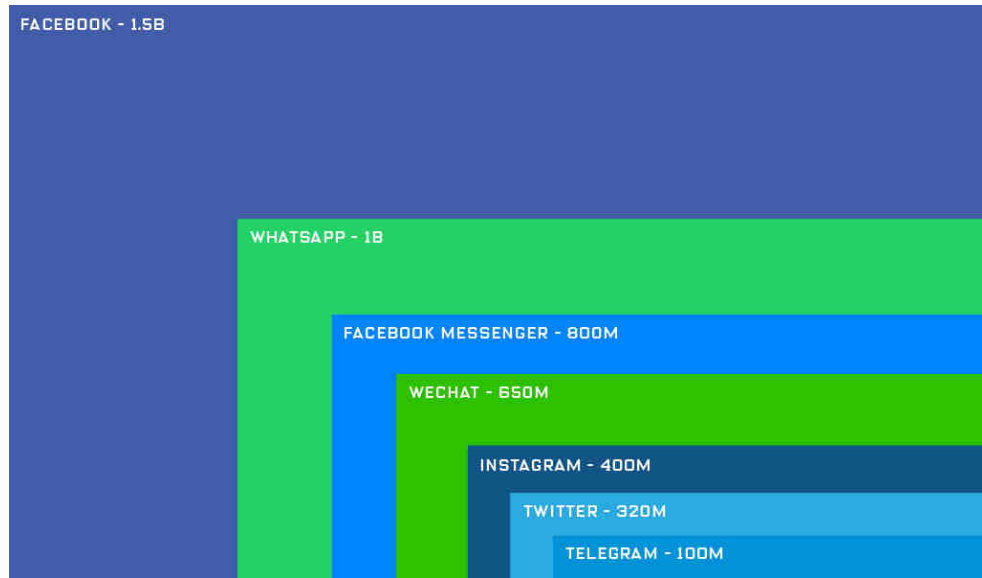 FACEBOOK - 1.5B
WHATSAPP - 1B
FACEBOOK MESSENGER - 800M
WECHAT - 650M
INSTAGRAM - 400M
TWITTER - 320M
TELEGRAM - 100M